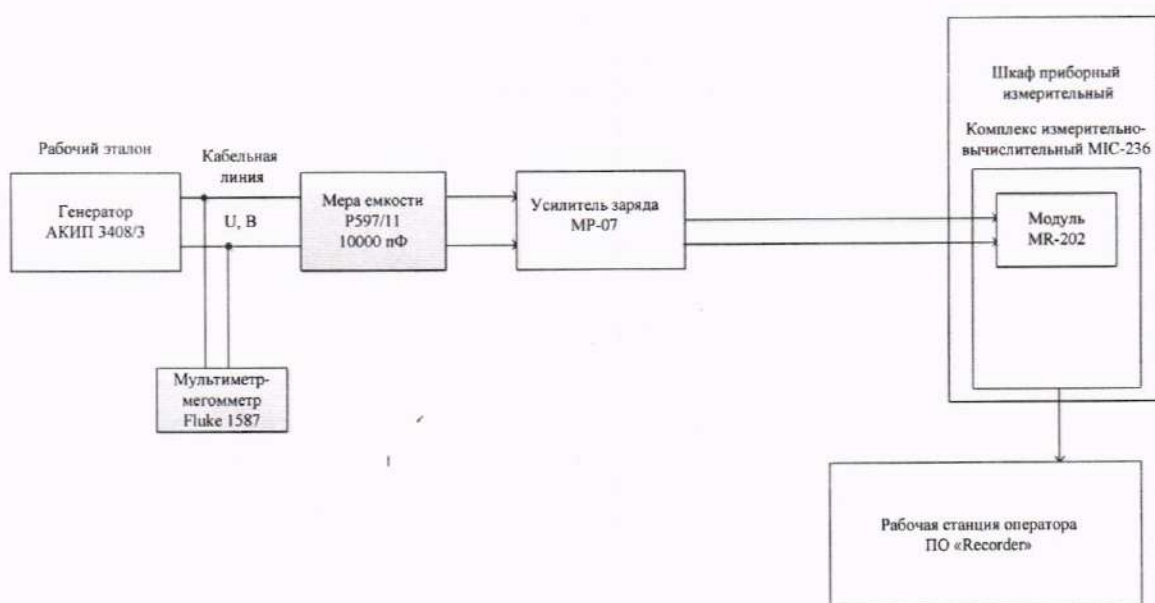 Шкаф приборный
измерительный
Комплекс измерительно-
вычислительный MIC-236
Рабочий эталон
Кабельная
линия
Генератор
АКИП 3408/3
U, В
Мера емкости
Р597/11
10000 пФ
Усилитель заряда
МР-07
Модуль
MR-202
Мультиметр-
мегомметр
Fluke 1587
Рабочая станция оператора
ПО «Recorder»